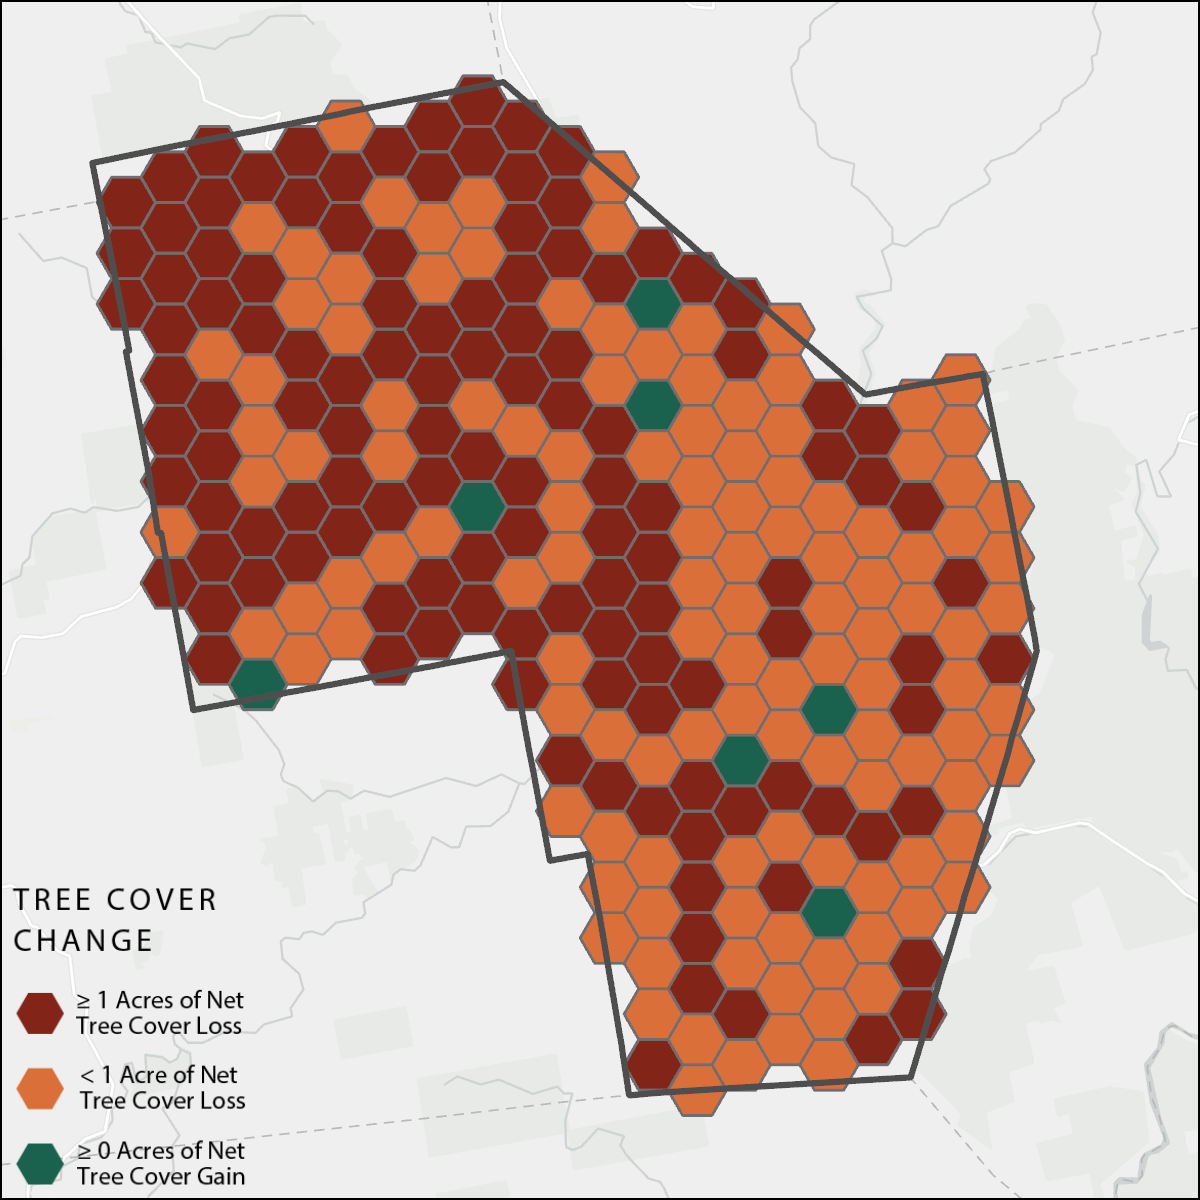 TREE COVER
CHANGE
≥ 1 Acres of Net
Tree Cover Loss
< 1 Acre of Net
Tree Cover Loss
≥ 0 Acres of Net
Tree Cover Gain